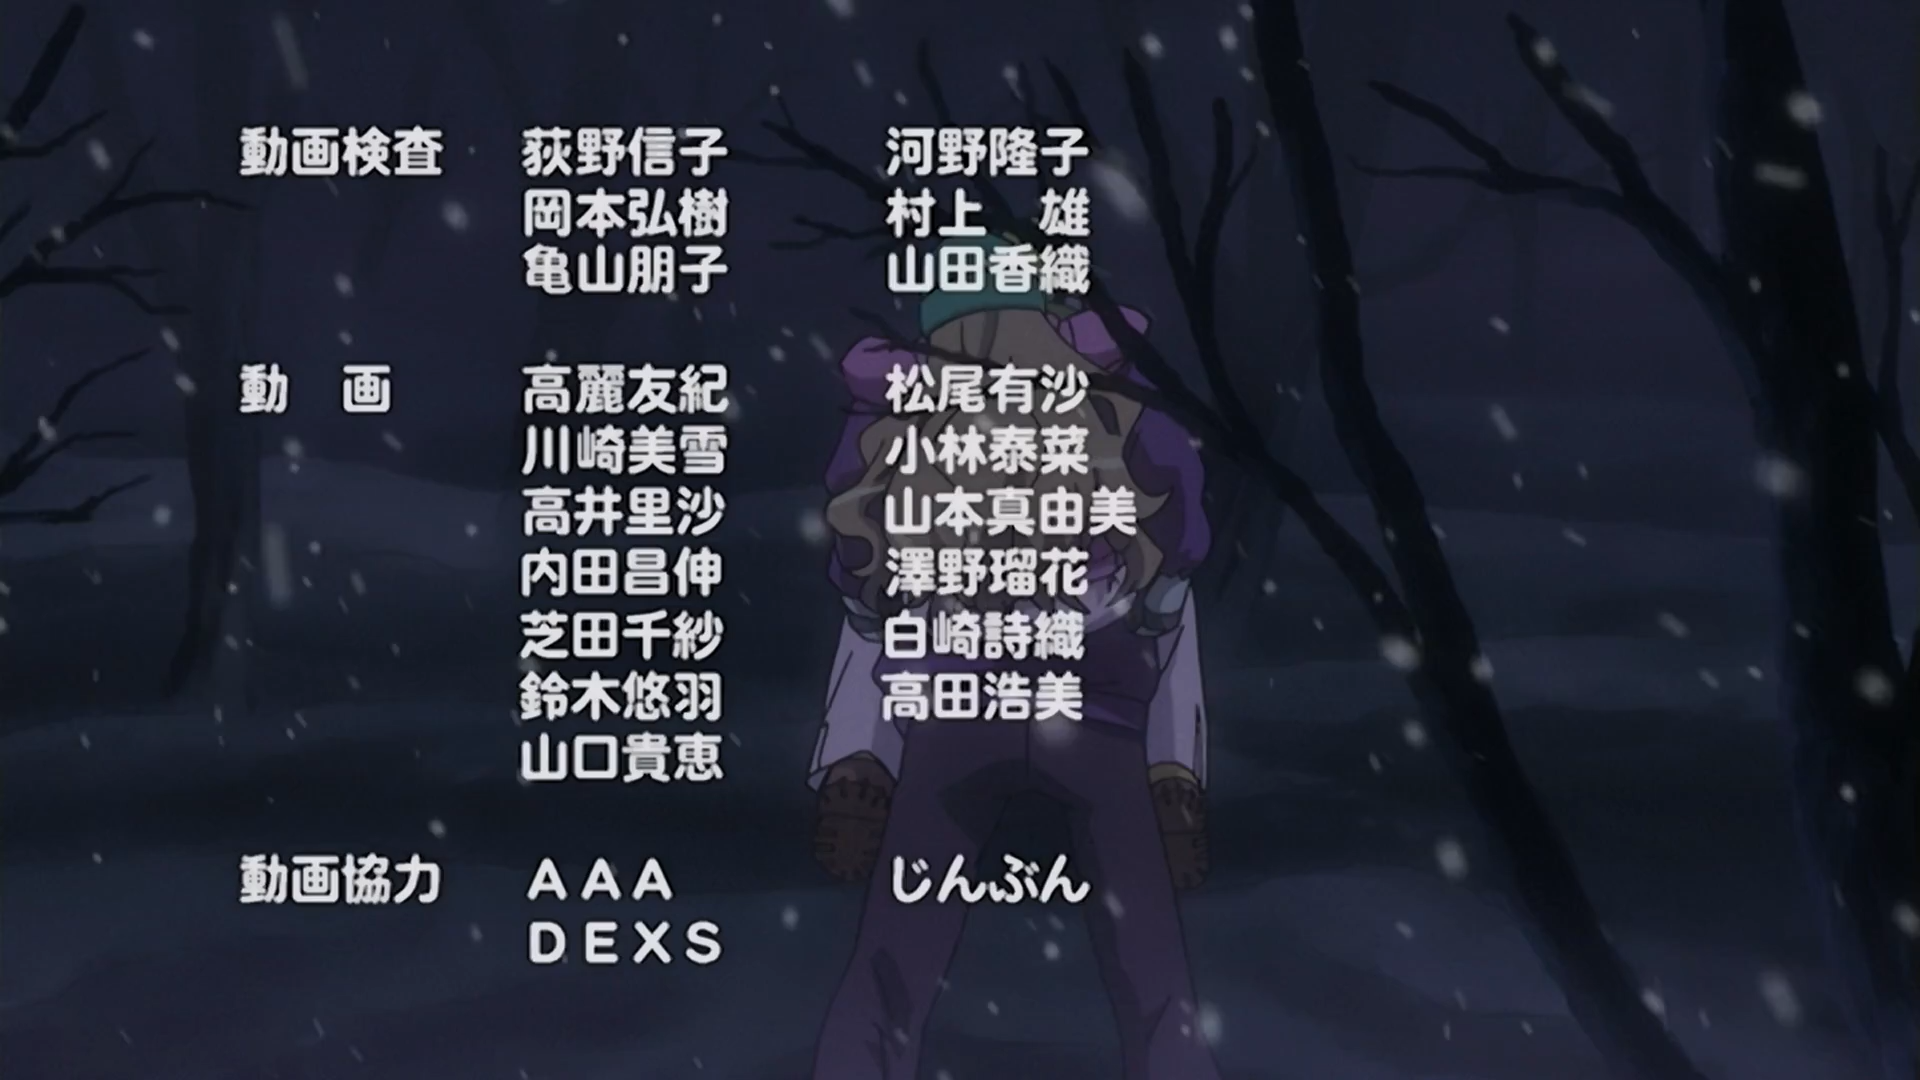 動画検査 荻野信子 河野隆子
岡本弘樹 村上 雄
亀山朋子 山田香織
動 画 高麗友紀 松尾有沙
川崎美雪 小林泰菜
高井里沙 山本真由美
内田昌伸 澤野瑠花
芝田千紗 白崎詩織
鈴木悠羽 高田浩美
山口貴恵
動画協力 ＡＡＡ じんぶん
ＤＥＸＳ